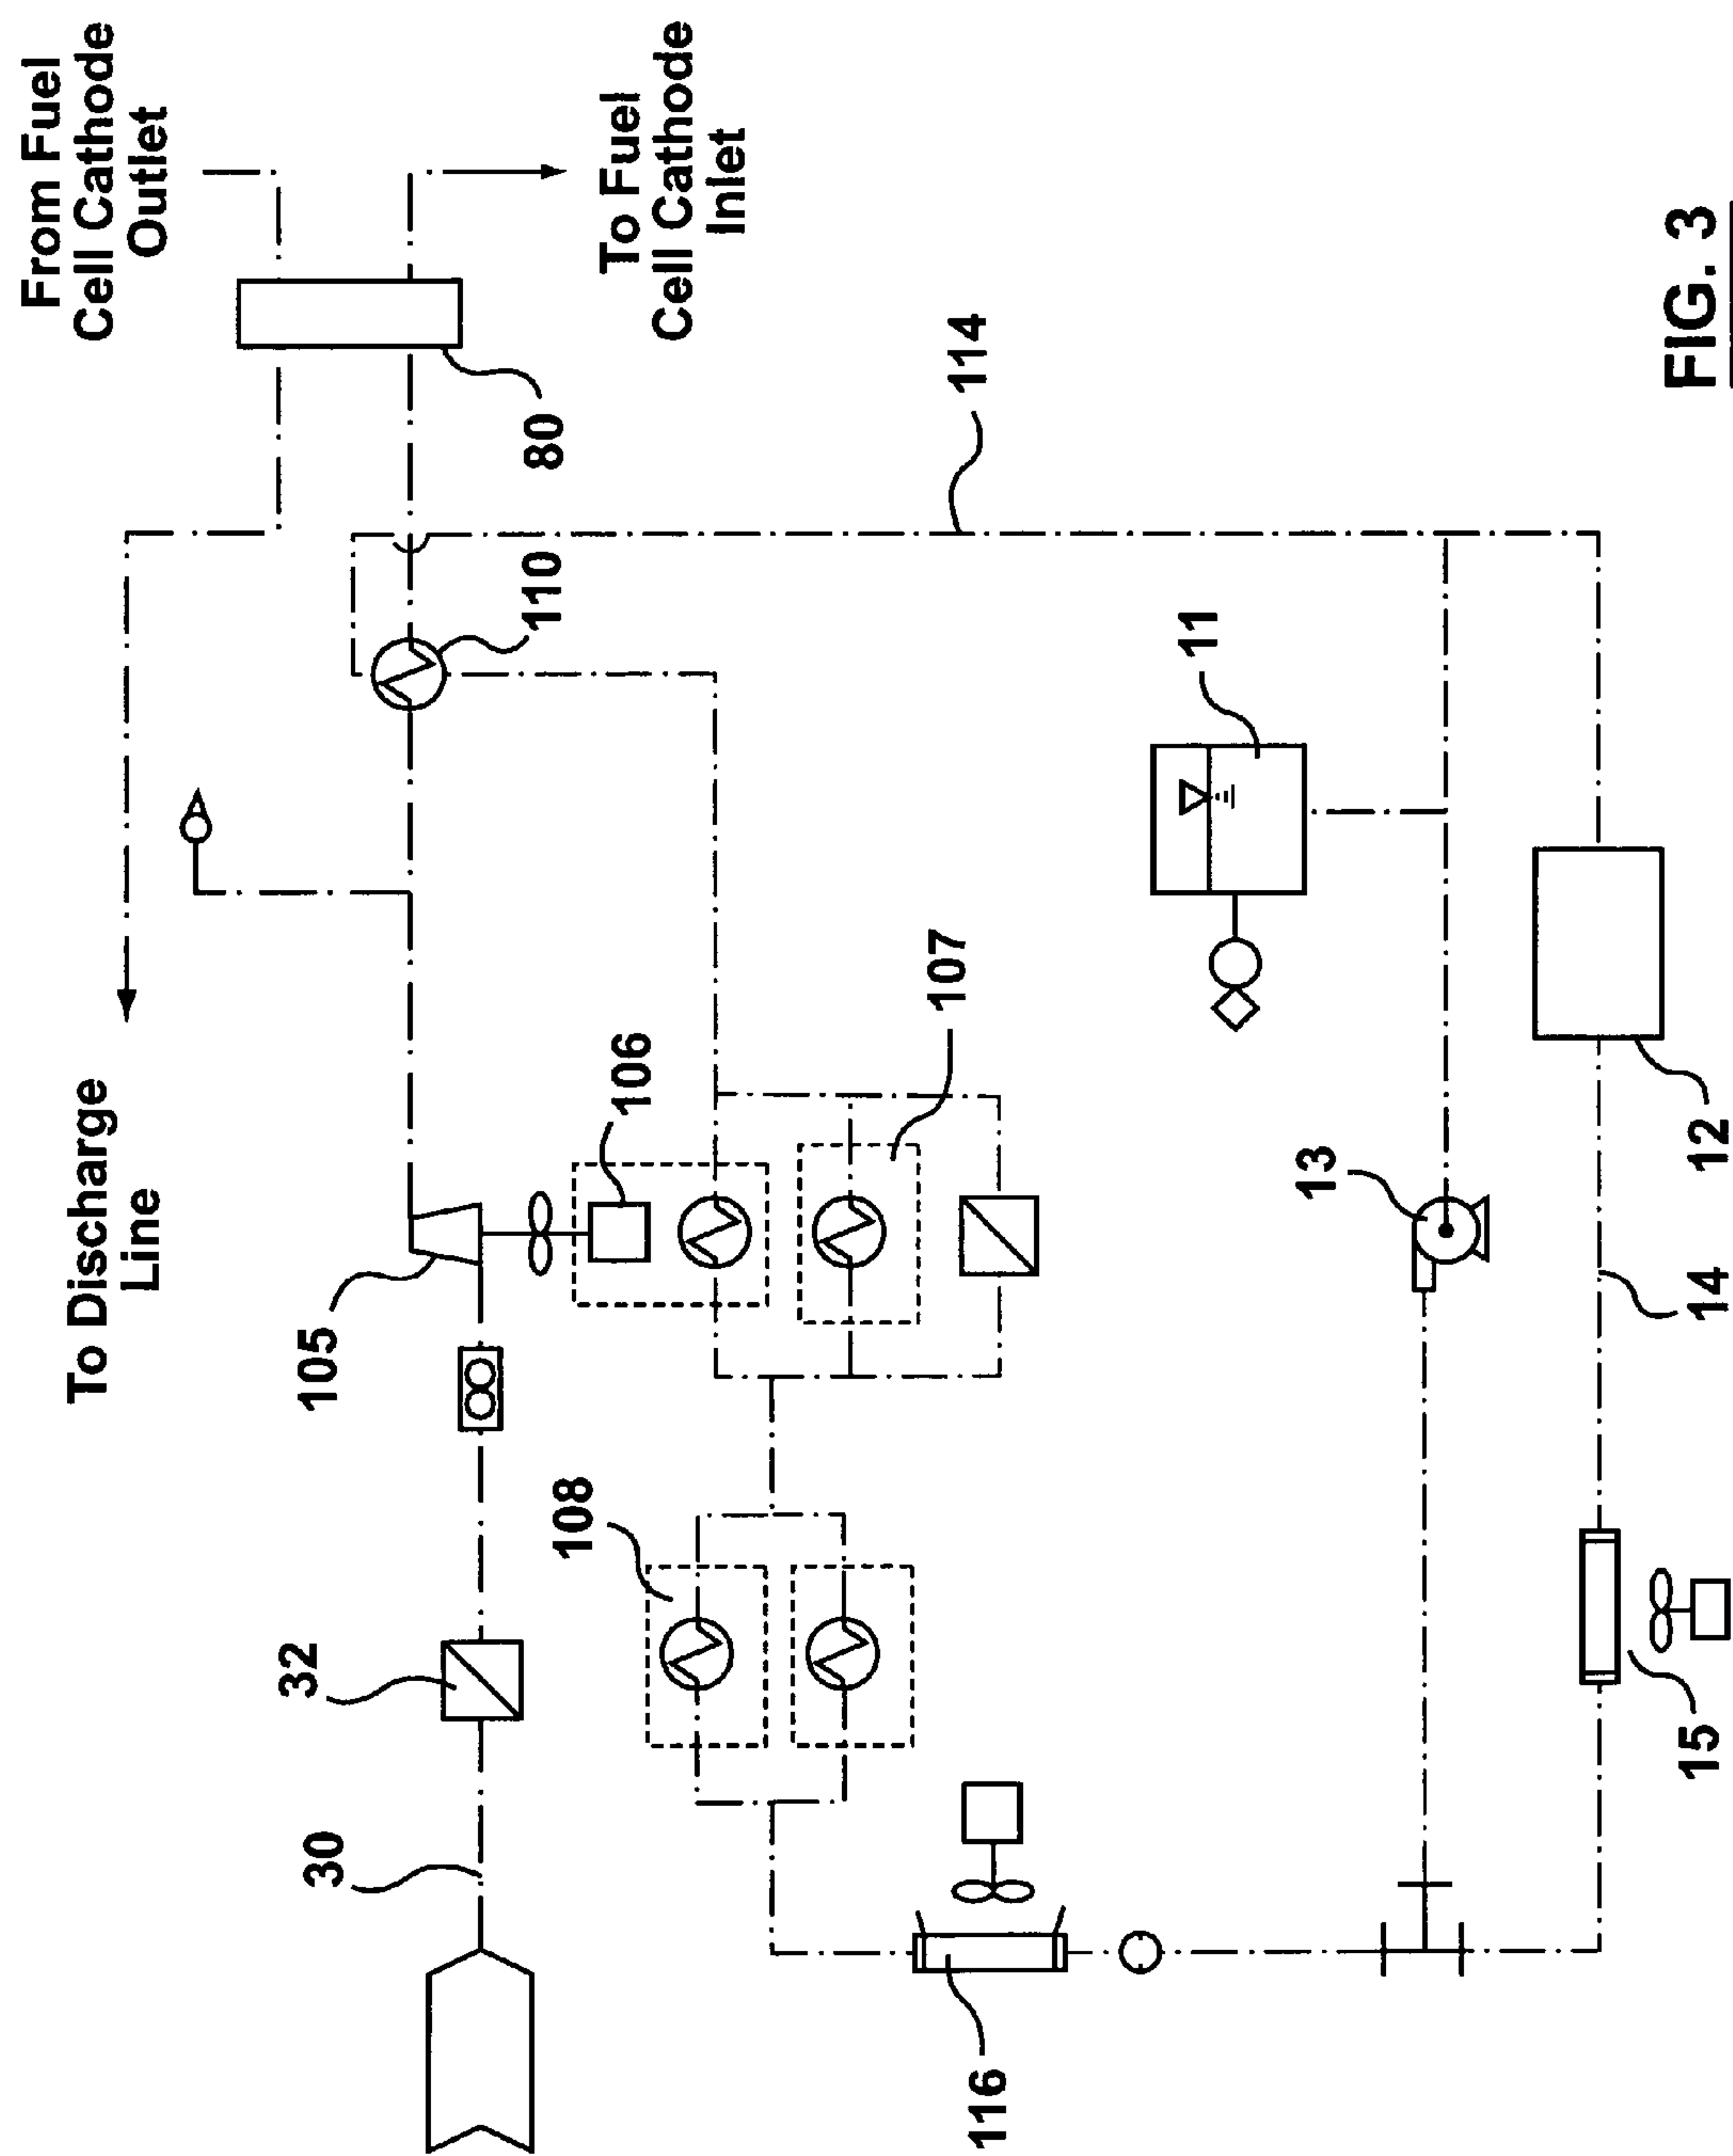 From Fuel
Cell Cathode
Outlet
To Fuel
Cell Cathode
Inlet
To Discharge
Line
80
110
114
11
105
106
107
32
108
30
13
12
14
15
116
FIG. 3